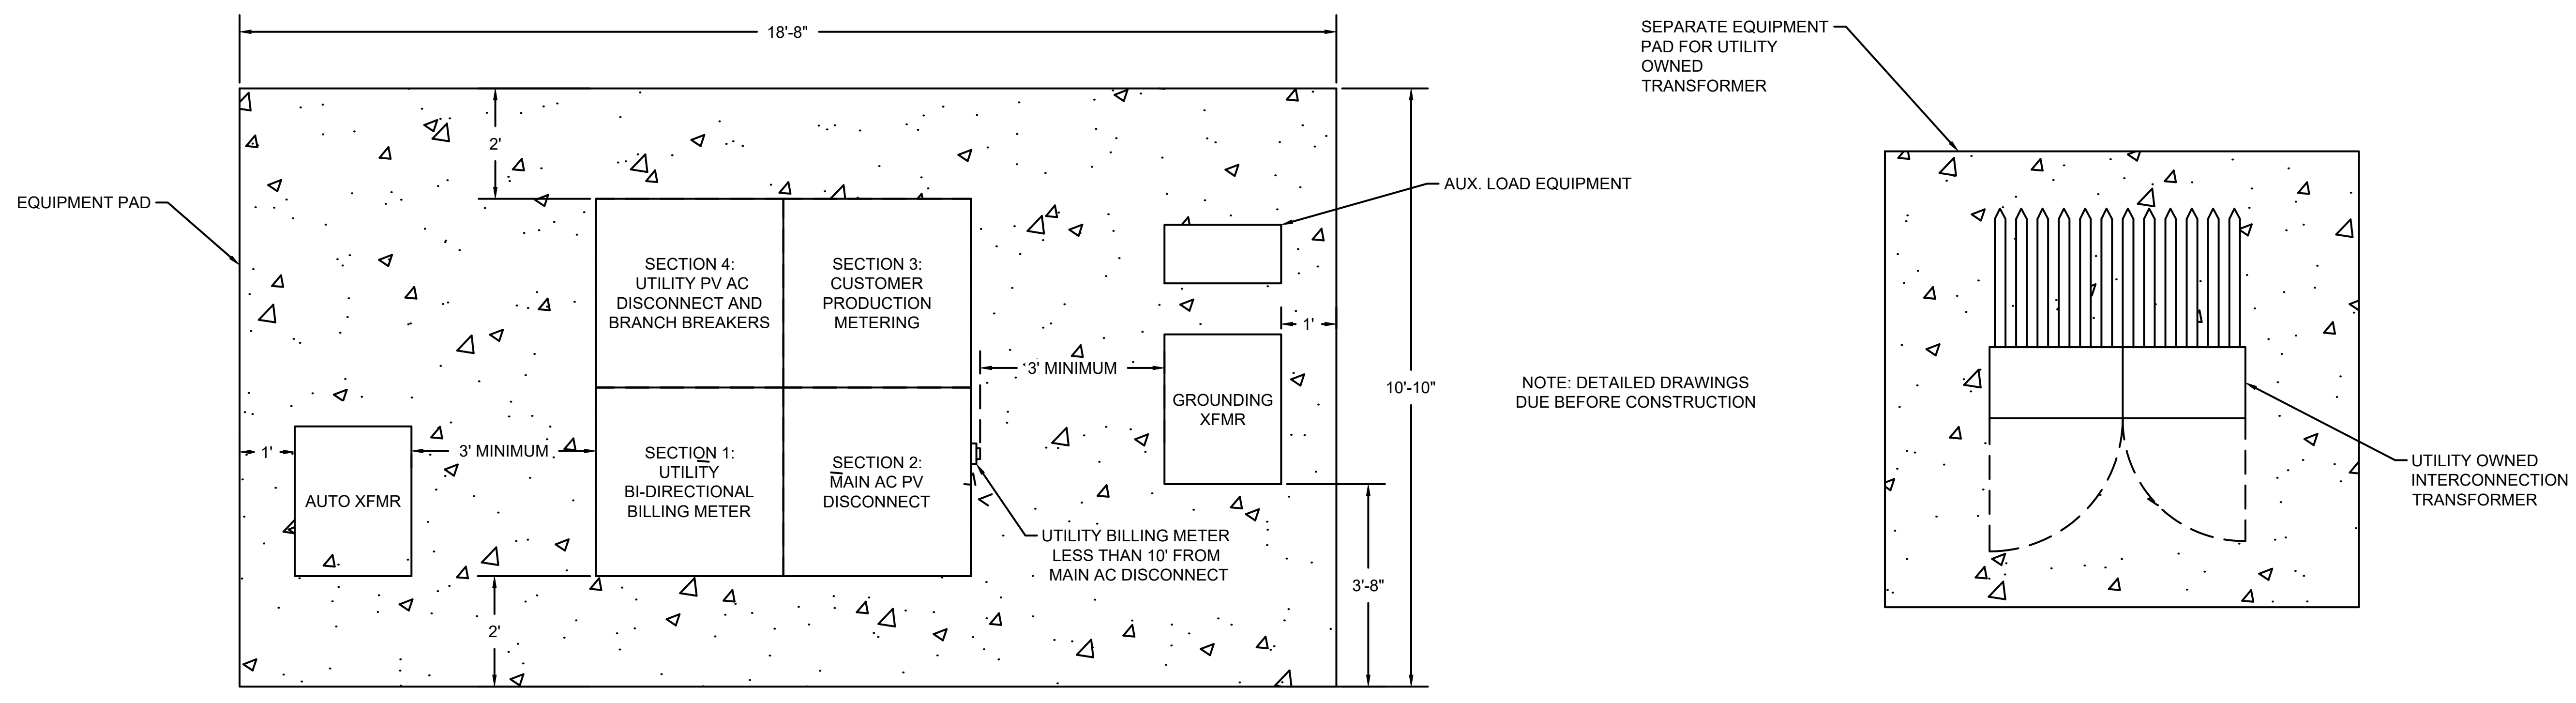 18'-8"
SEPARATE EQUIPMENT
PAD FOR UTILITY
OWNED
TRANSFORMER
2'
EQUIPMENT PAD
AUX. LOAD EQUIPMENT
SECTION 4:
UTILITY PV AC
DISCONNECT AND
BRANCH BREAKERS
SECTION 3:
CUSTOMER
PRODUCTION
METERING
1'
3' MINIMUM
10'-10"
NOTE: DETAILED DRAWINGS
DUE BEFORE CONSTRUCTION
GROUNDING
XFMR
1'
3' MINIMUM
AUTO XFMR
SECTION 1:
UTILITY
BI-DIRECTIONAL
BILLING METER
SECTION 2:
MAIN AC PV
DISCONNECT
UTILITY OWNED
INTERCONNECTION
TRANSFORMER
UTILITY BILLING METER
LESS THAN 10' FROM
MAIN AC DISCONNECT
3'-8"
2'